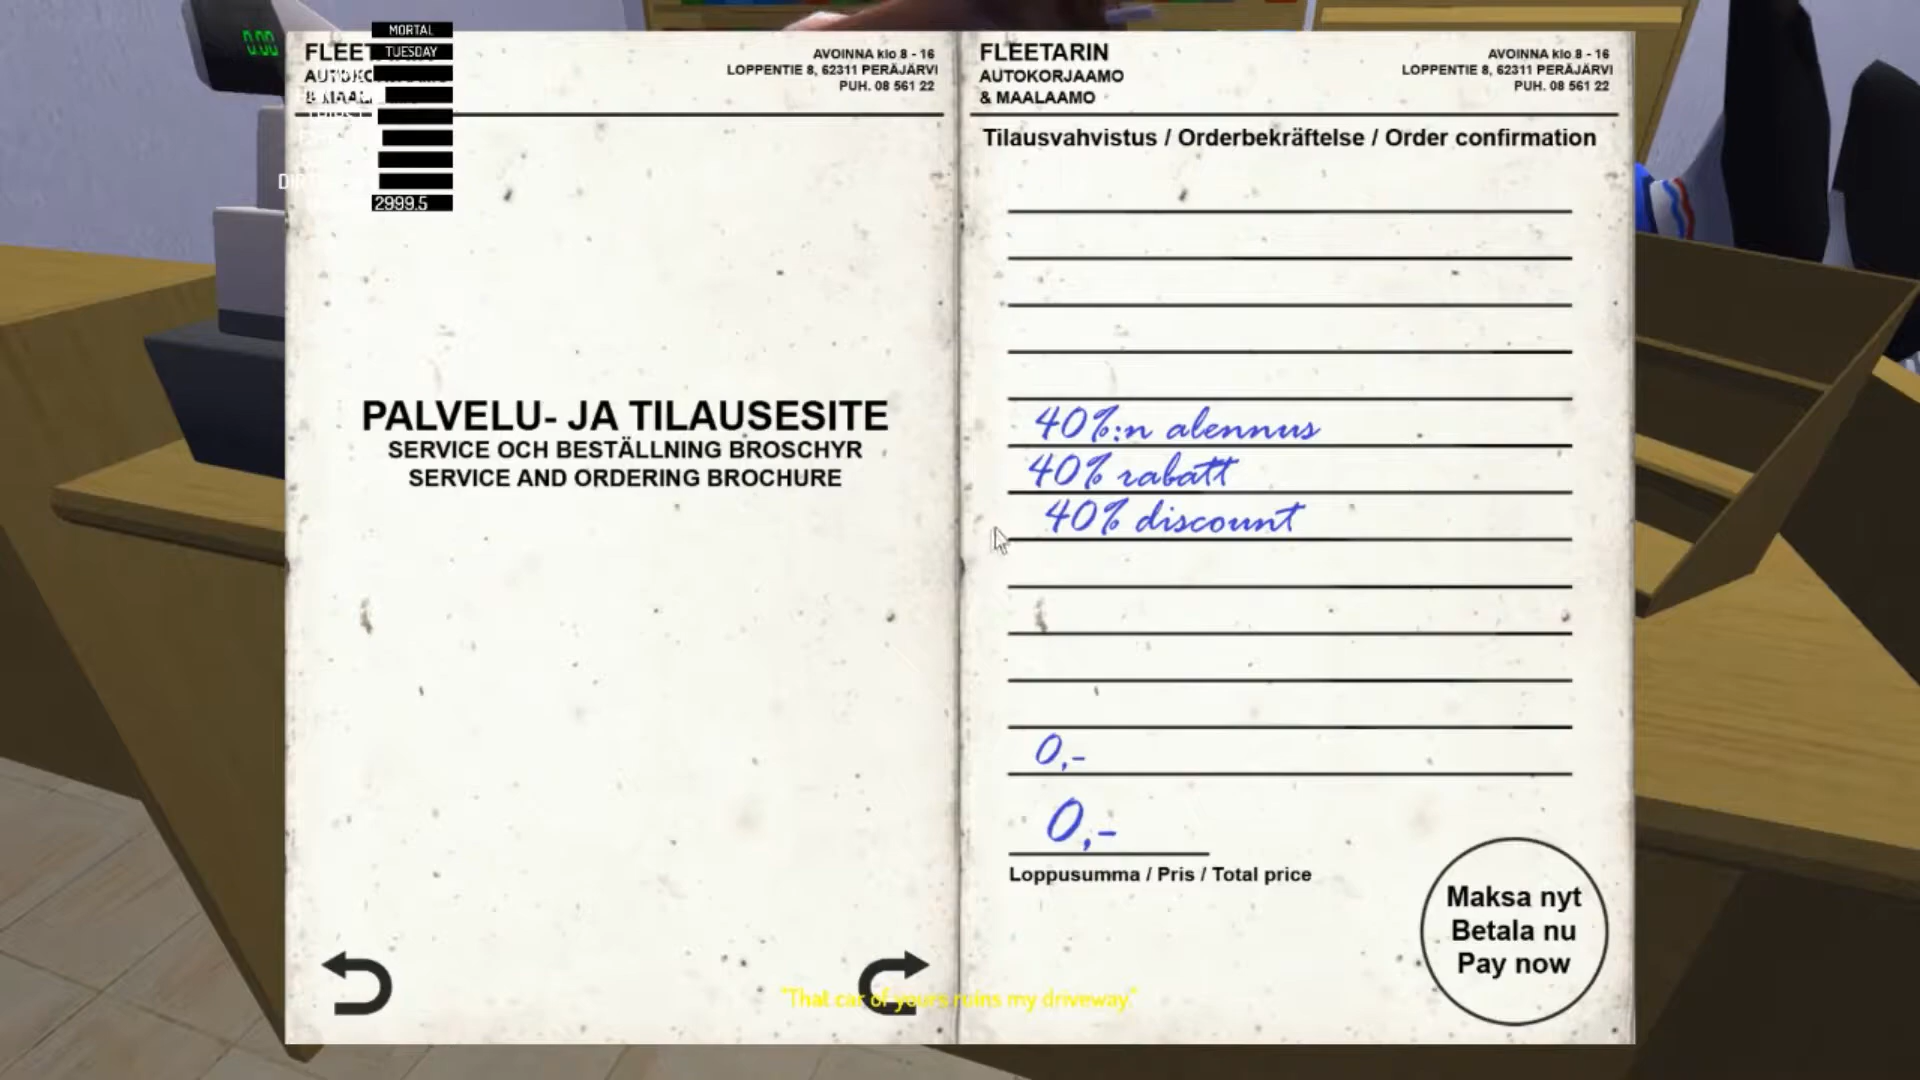 0.00
MORTAL
TUESDAY
2999.5
FLEET
AVOINNA klo 8 - 16
LOPPENTIE 8, 62311 PERÄJÄRVI
PUH. 08 561 22
PALVELU- JA TILAUSESITE
SERVICE OCH BESTÄLLNING BROSCHYR
SERVICE AND ORDERING BROCHURE
FLEETARIN
AUTOKORJAAMO
& MAALAAMO
AVOINNA klo 8 - 16
LOPPENTIE 8, 62311 PERÄJÄRVI
PUH. 08 561 22
Tilausvahvistus / Orderbekräftelse / Order confirmation
40%:n alennus
40% rabatt
40% discount
0,-
0,-
Loppusumma / Pris / Total price
Maksa nyt
Betala nu
Pay now
"That car of yours ruins my driveway."